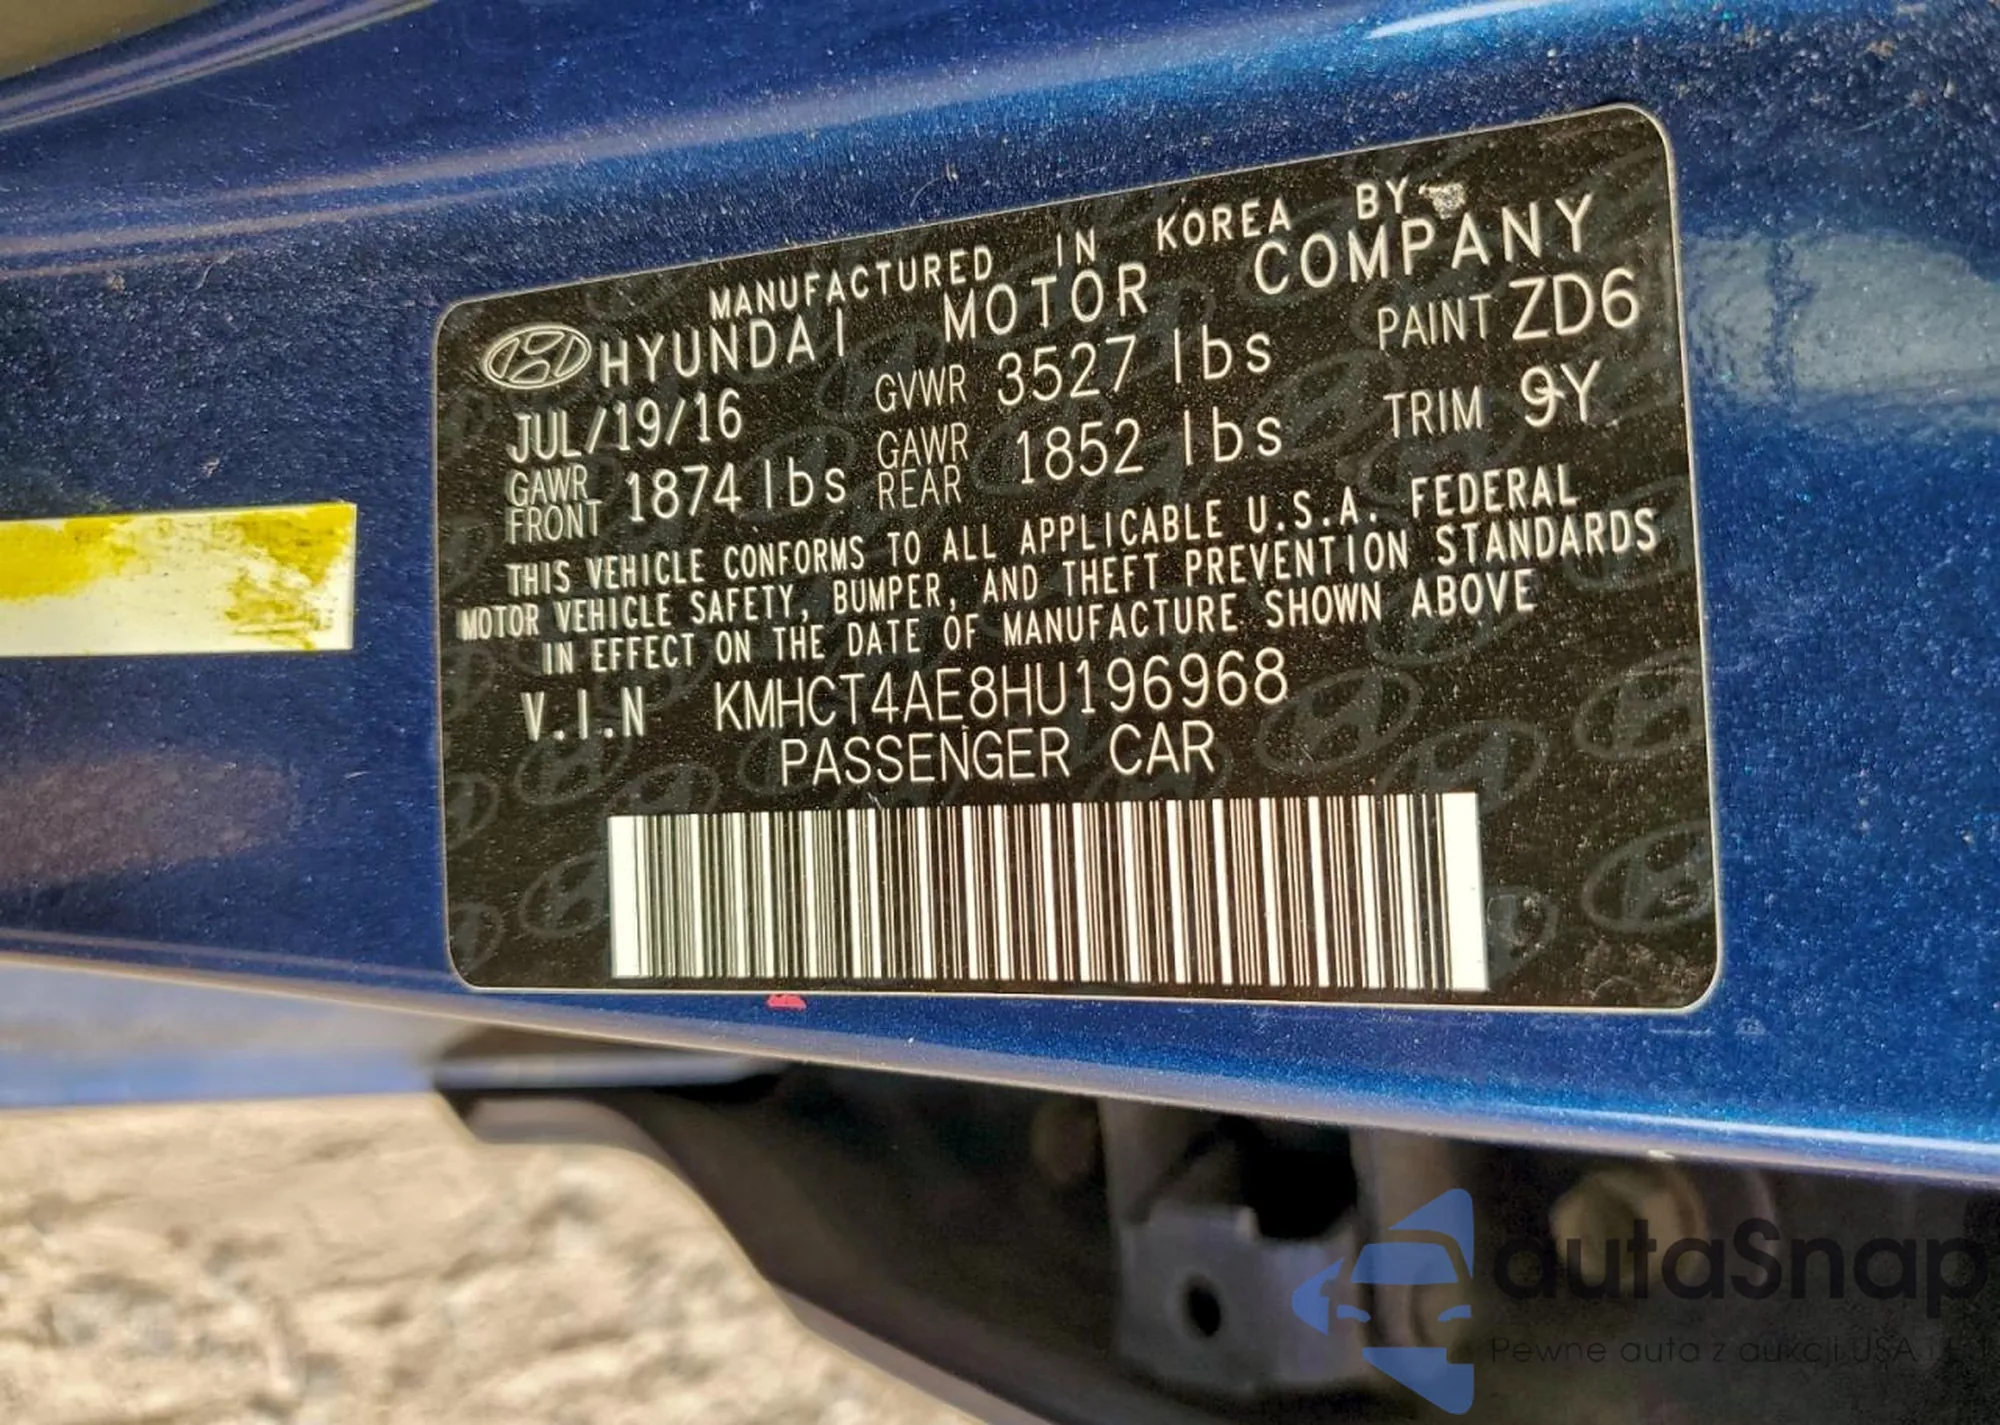 MANUFACTURED IN KOREA BY
HYUNDAI MOTOR COMPANY
JUL/19/16 GVWR 3527 lbs PAINT ZD6
GAWR FRONT 1874 lbs GAWR REAR 1852 lbs TRIM 9Y
THIS VEHICLE CONFORMS TO ALL APPLICABLE U.S.A. FEDERAL
MOTOR VEHICLE SAFETY, BUMPER, AND THEFT PREVENTION STANDARDS
IN EFFECT ON THE DATE OF MANUFACTURE SHOWN ABOVE
V.I.N KMHCT4AE8HU196968
PASSENGER CAR
autaSnap
Pewne auta z aukcji USA